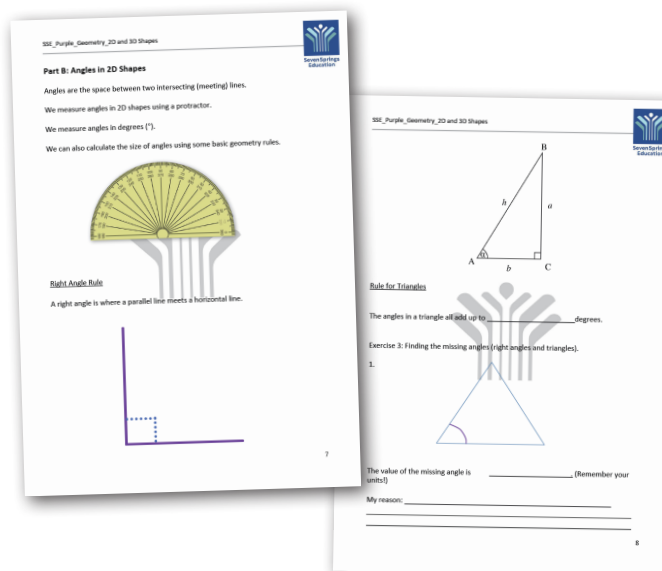 SSE_Purple_Geometry_2D and 3D Shapes
SevenSprings
Education
Part B: Angles in 2D Shapes
Angles are the space between two intersecting (meeting) lines.
We measure angles in 2D shapes using a protractor.
We measure angles in degrees (°).
We can also calculate the size of angles using some basic geometry rules.
Right Angle Rule
A right angle is where a parallel line meets a horizontal line.
7
SSE_Purple_Geometry_2D and 3D Shapes
SevenSprin
Education
B
h
a
A
b
C
Rule for Triangles
The angles in a triangle all add up to ____________________degrees.
Exercise 3: Finding the missing angles (right angles and triangles).
1.
The value of the missing angle is ____________________ (Remember your
units!)
My reason: ____________________
8